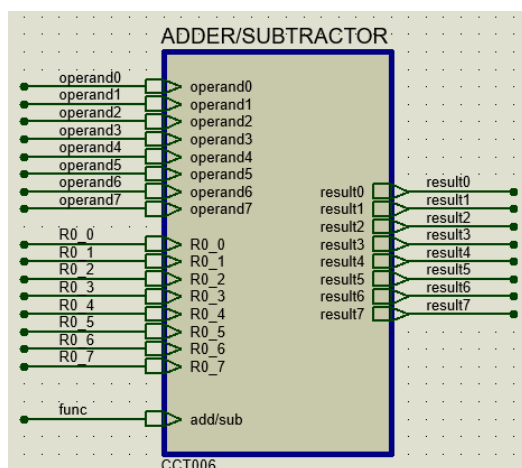 ADDER/SUBTRACTOR
operand0
operand1
operand2
operand3
operand4
operand5
operand6
operand7
R0_0
R0_1
R0_2
R0_3
R0_4
R0_5
R0_6
R0_7
func
operand0
operand1
operand2
operand3
operand4
operand5
operand6
operand7
R0_0
R0_1
R0_2
R0_3
R0_4
R0_5
R0_6
R0_7
add/sub
result0
result1
result2
result3
result4
result5
result6
result7
result0
result1
result2
result3
result4
result5
result6
result7
CCT006